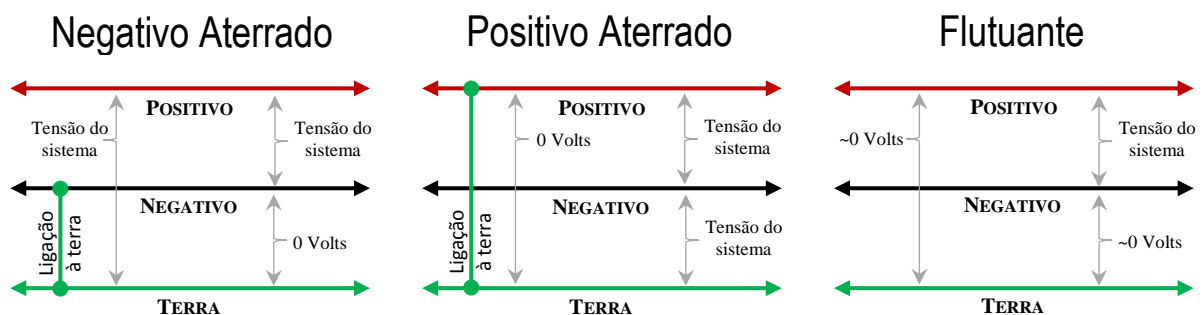 Negativo Aterrado
POSITIVO
Tensão do
sistema
Tensão do
sistema
NEGATIVO
Ligação
à terra
0 Volts
TERRA
Positivo Aterrado
POSITIVO
0 Volts
Tensão do
sistema
NEGATIVO
Ligação
à terra
Tensão do
sistema
TERRA
Flutuante
POSITIVO
~0 Volts
Tensão do
sistema
NEGATIVO
~0 Volts
TERRA